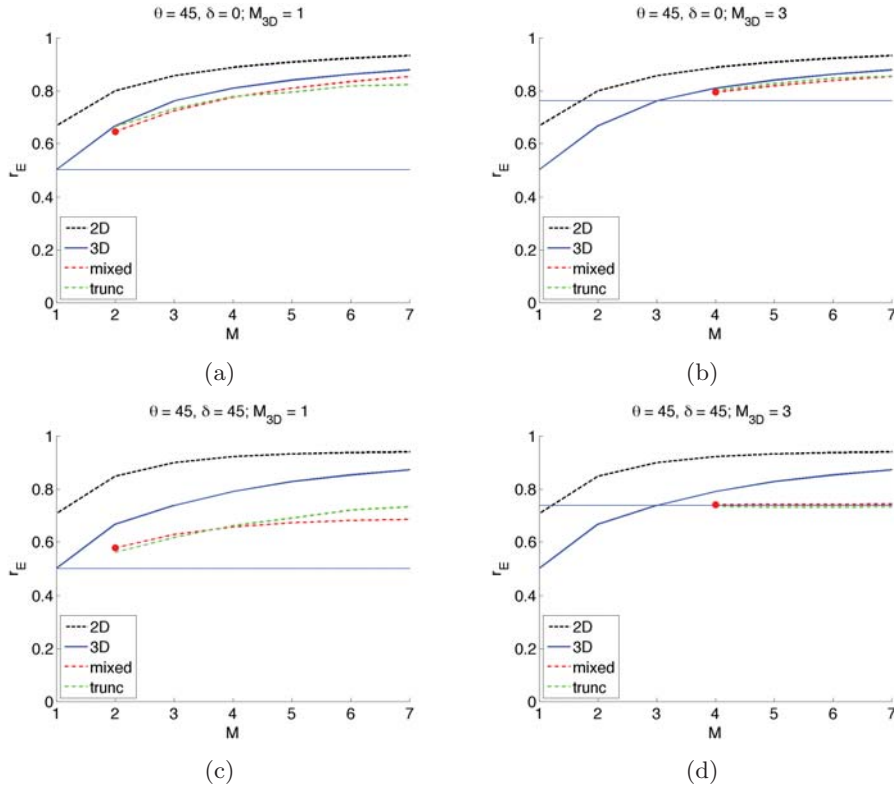 θ = 45, δ = 0; M3D = 1
1
0.8
0.6
0.4
0.2
0
rE
2D
3D
mixed
trunc
1 2 3 4 5 6 7
M
(a)
θ = 45, δ = 0; M3D = 3
1
0.8
0.6
0.4
0.2
0
rE
2D
3D
mixed
trunc
1 2 3 4 5 6 7
M
(b)
θ = 45, δ = 45; M3D = 1
1
0.8
0.6
0.4
0.2
0
rE
2D
3D
mixed
trunc
1 2 3 4 5 6 7
M
(c)
θ = 45, δ = 45; M3D = 3
1
0.8
0.6
0.4
0.2
0
rE
2D
3D
mixed
trunc
1 2 3 4 5 6 7
M
(d)